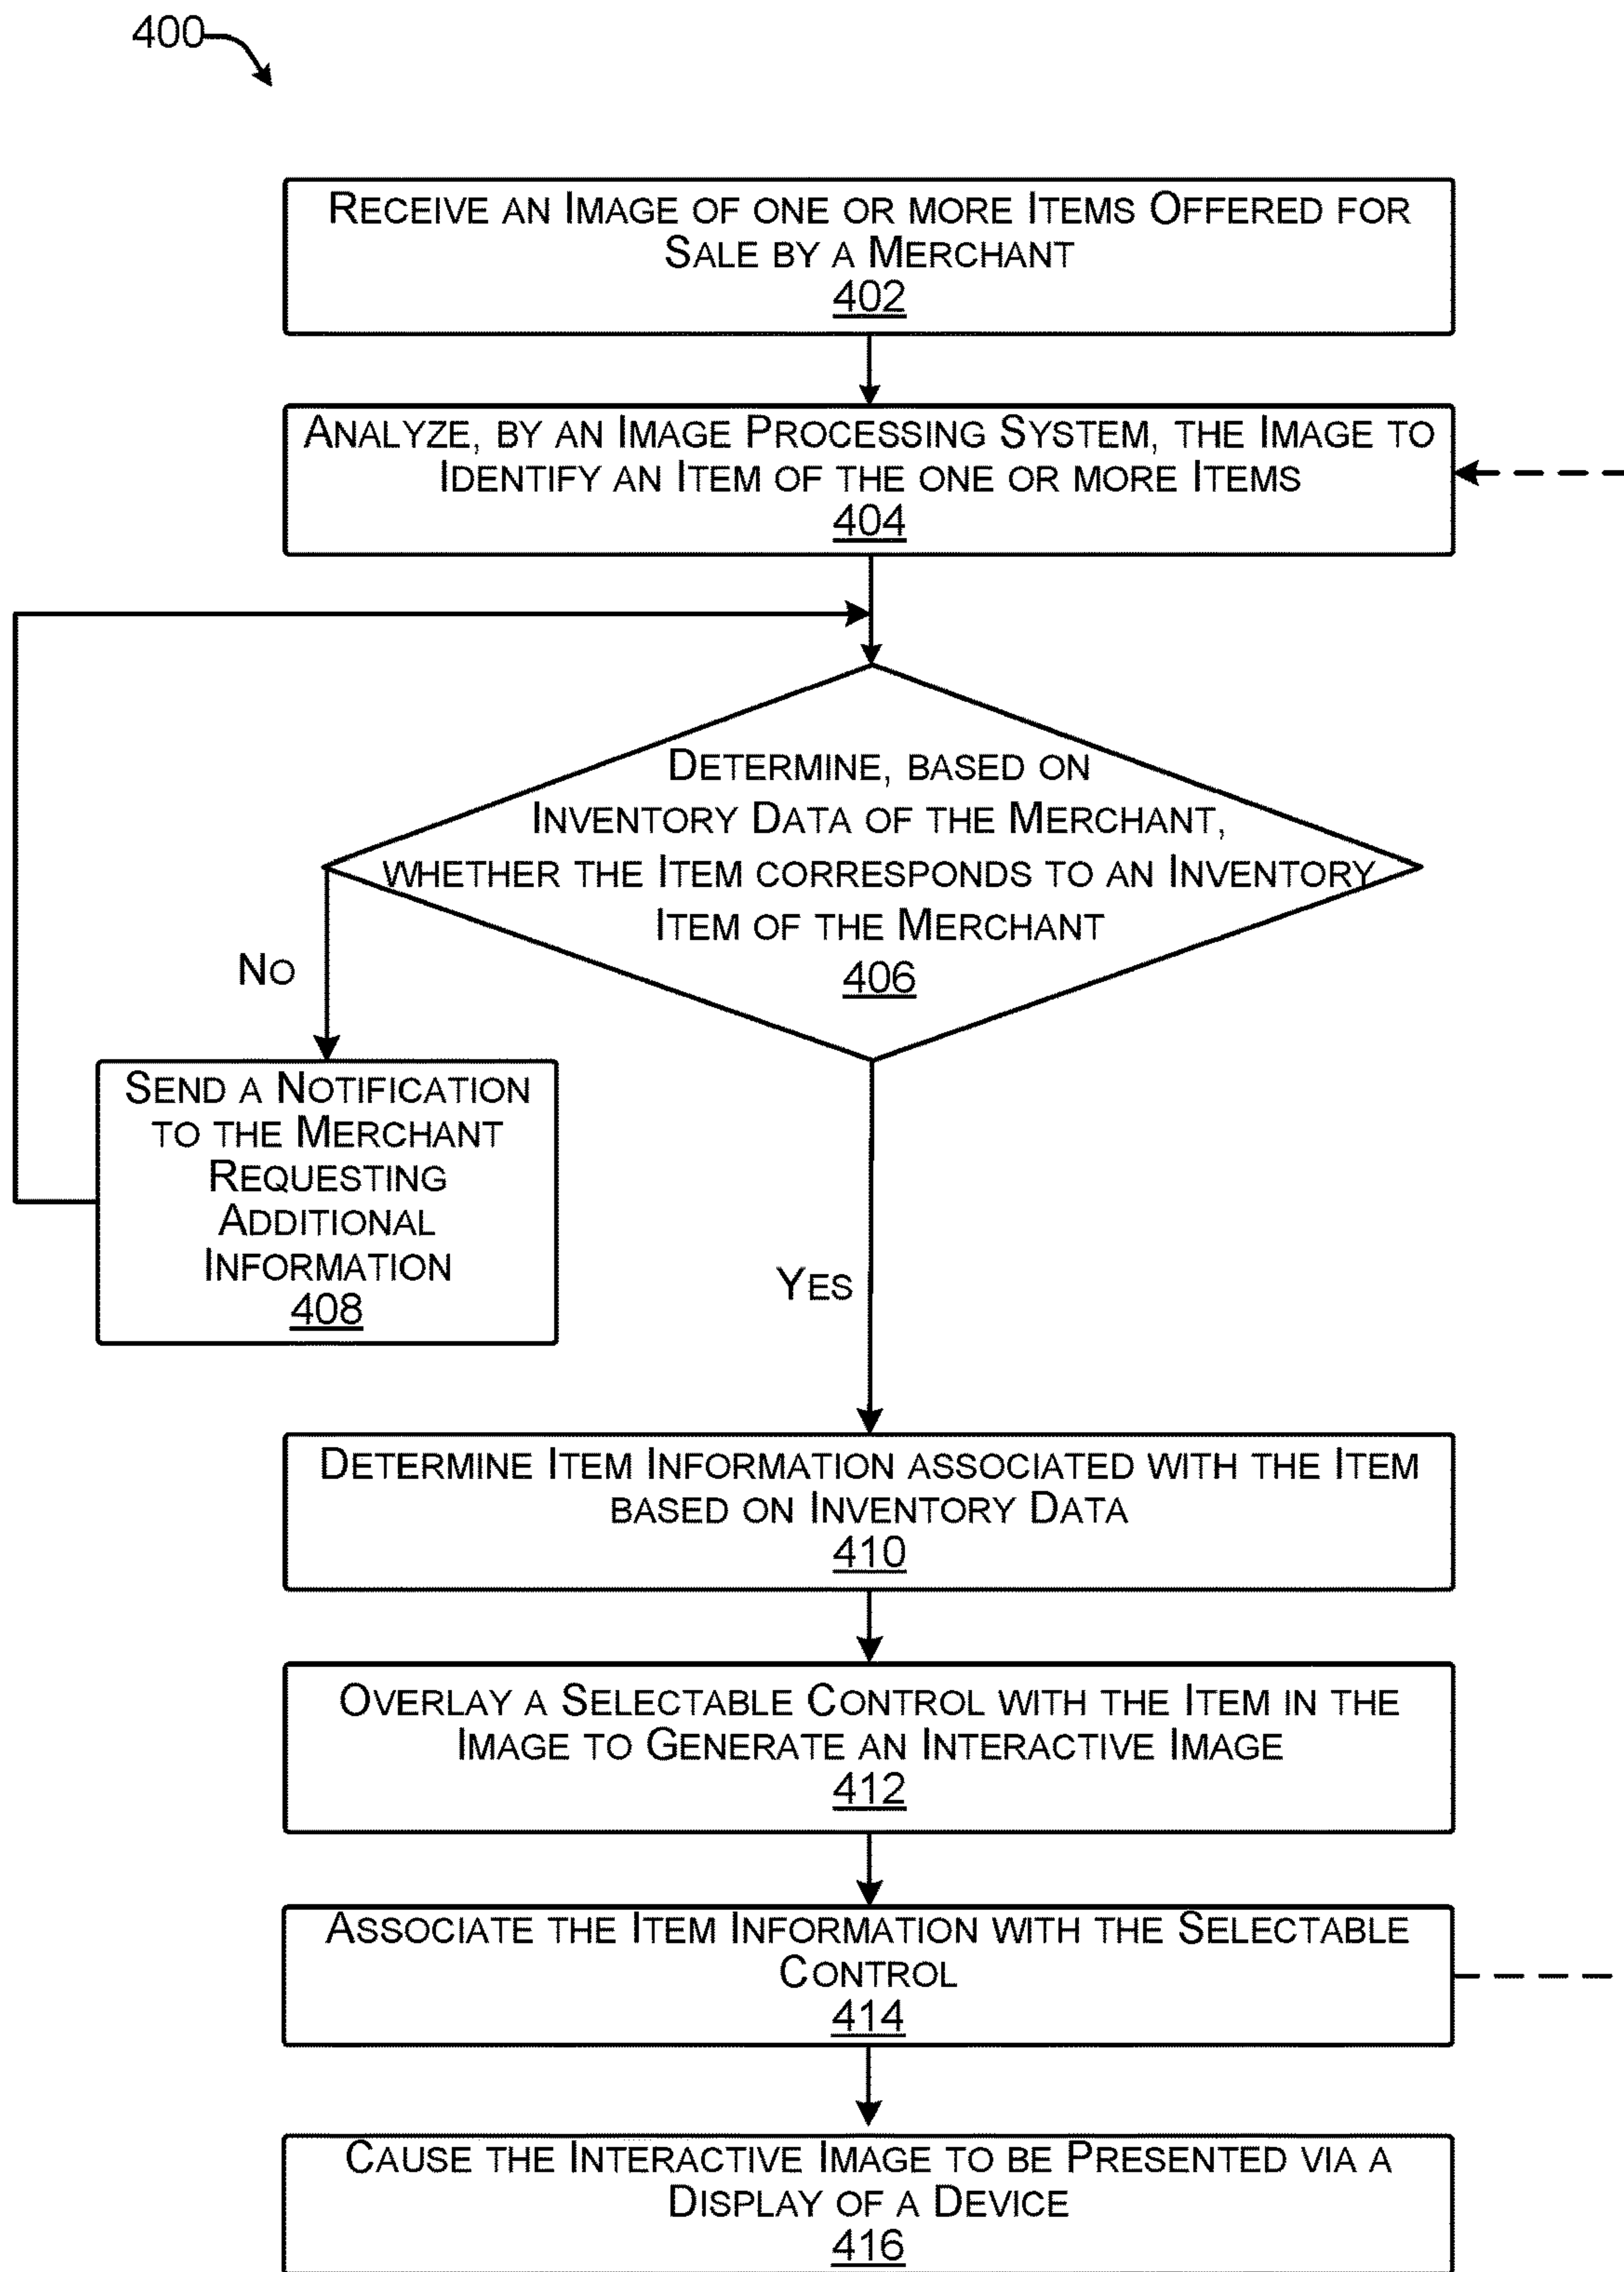 400
RECEIVE AN IMAGE OF ONE OR MORE ITEMS OFFERED FOR
SALE BY A MERCHANT
402
ANALYZE, BY AN IMAGE PROCESSING SYSTEM, THE IMAGE TO
IDENTIFY AN ITEM OF THE ONE OR MORE ITEMS
404
DETERMINE, BASED ON
INVENTORY DATA OF THE MERCHANT,
WHETHER THE ITEM CORRESPONDS TO AN INVENTORY
ITEM OF THE MERCHANT
406
NO
SEND A NOTIFICATION
TO THE MERCHANT
REQUESTING
ADDITIONAL
INFORMATION
408
YES
DETERMINE ITEM INFORMATION ASSOCIATED WITH THE ITEM
BASED ON INVENTORY DATA
410
OVERLAY A SELECTABLE CONTROL WITH THE ITEM IN THE
IMAGE TO GENERATE AN INTERACTIVE IMAGE
412
ASSOCIATE THE ITEM INFORMATION WITH THE SELECTABLE
CONTROL
414
CAUSE THE INTERACTIVE IMAGE TO BE PRESENTED VIA A
DISPLAY OF A DEVICE
416